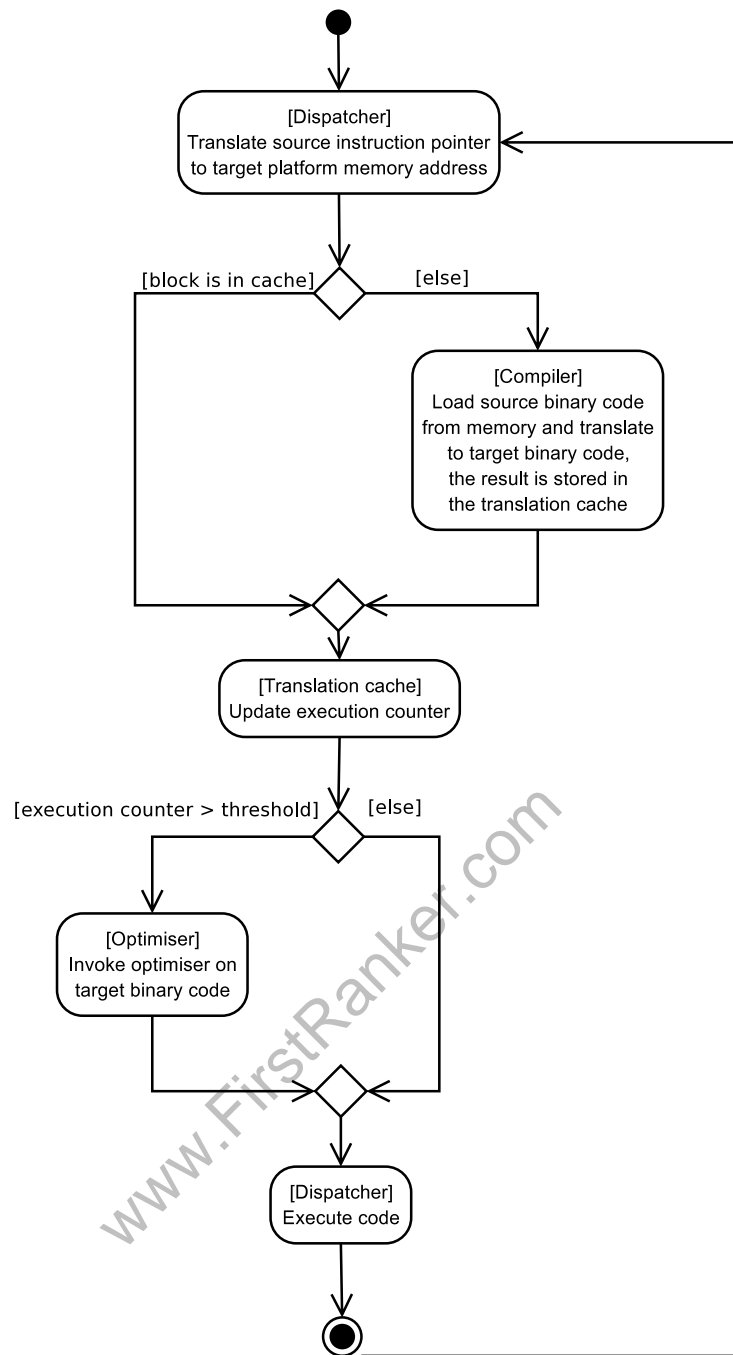 [Dispatcher]
Translate source instruction pointer
to target platform memory address
[block is in cache]
[else]
[Compiler]
Load source binary code
from memory and translate
to target binary code,
the result is stored in
the translation cache
[Translation cache]
Update execution counter
[execution counter > threshold]
[else]
[Optimiser]
Invoke optimiser on
target binary code
[Dispatcher]
Execute code
www.FirstRanker.com